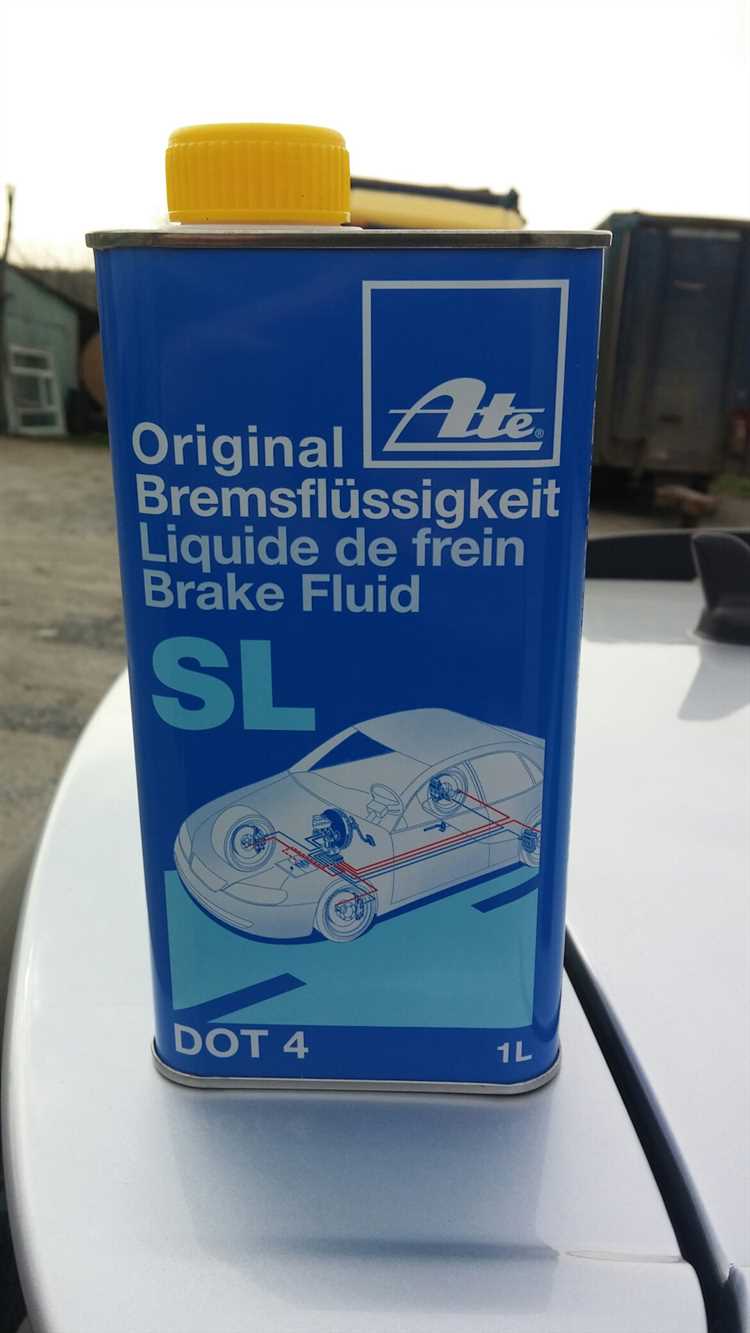 Ate®
Original
Bremsflüssigkeit
Liquide de frein
Brake Fluid
SL
DOT 4
1L